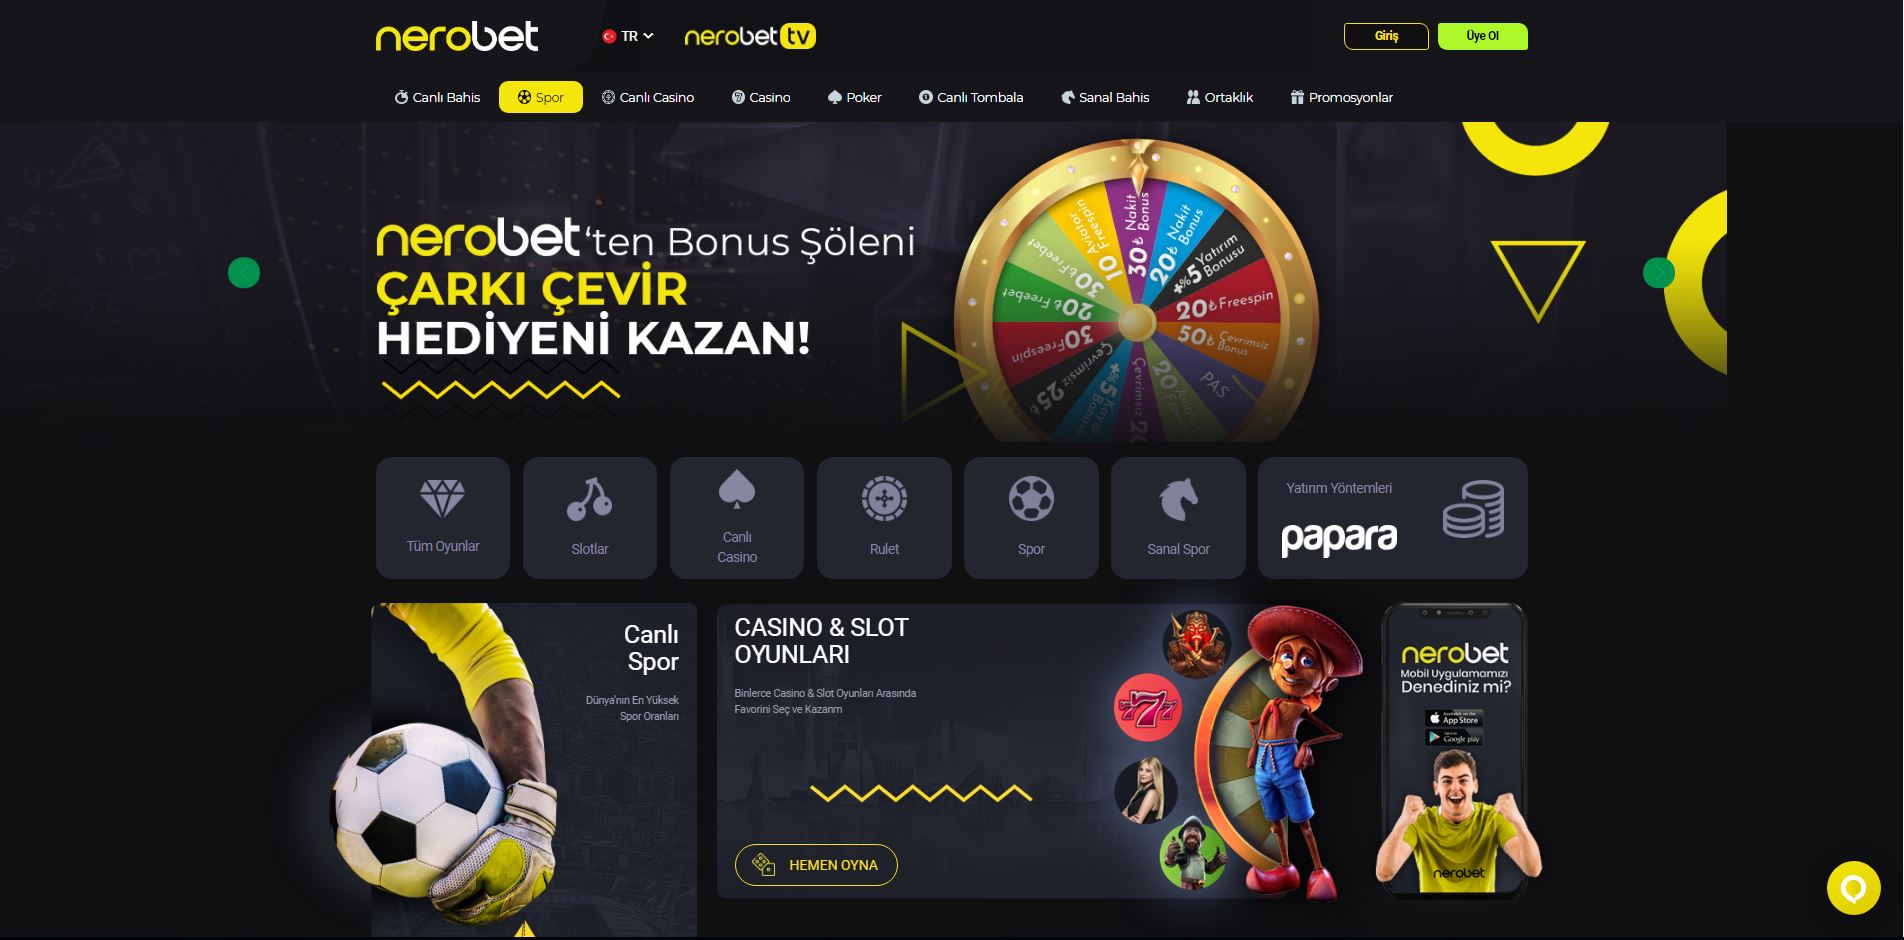 nerobet
TR
nerobet tv
Giriş
Üye Ol
Canlı Bahis
Spor
Canlı Casino
Casino
Poker
Canlı Tombala
Sanal Bahis
Ortaklık
Promosyonlar
nerobet 'ten Bonus Şöleni
ÇARKI ÇEVİR
HEDİYENİ KAZAN!
30₺ Nakit Bonus
20₺ Nakit Bonus
+%5 Yatırım Bonusu
20₺ Freespin
50₺ Çevrimsiz Bonus
PAS
20 Aviator
Çevrimsiz 20
+%5 Kayıp Bonusu
Çevrimsiz 25
30₺ Freespin
20₺ Freebet
30₺ Freebet
10 Aviator Freespin
Tüm Oyunlar
Slotlar
Canlı
Casino
Rulet
Spor
Sanal Spor
Yatırım Yöntemleri
papara
Canlı
Spor
Dünya'nın En Yüksek
Spor Oranları
CASINO & SLOT
OYUNLARI
Binlerce Casino & Slot Oyunları Arasında
Favorini Seç ve Kazanm
777
HEMEN OYNA
nerobet
Mobil Uygulamamızı
Denediniz mi?
Available on the
App Store
Google play
nerobet